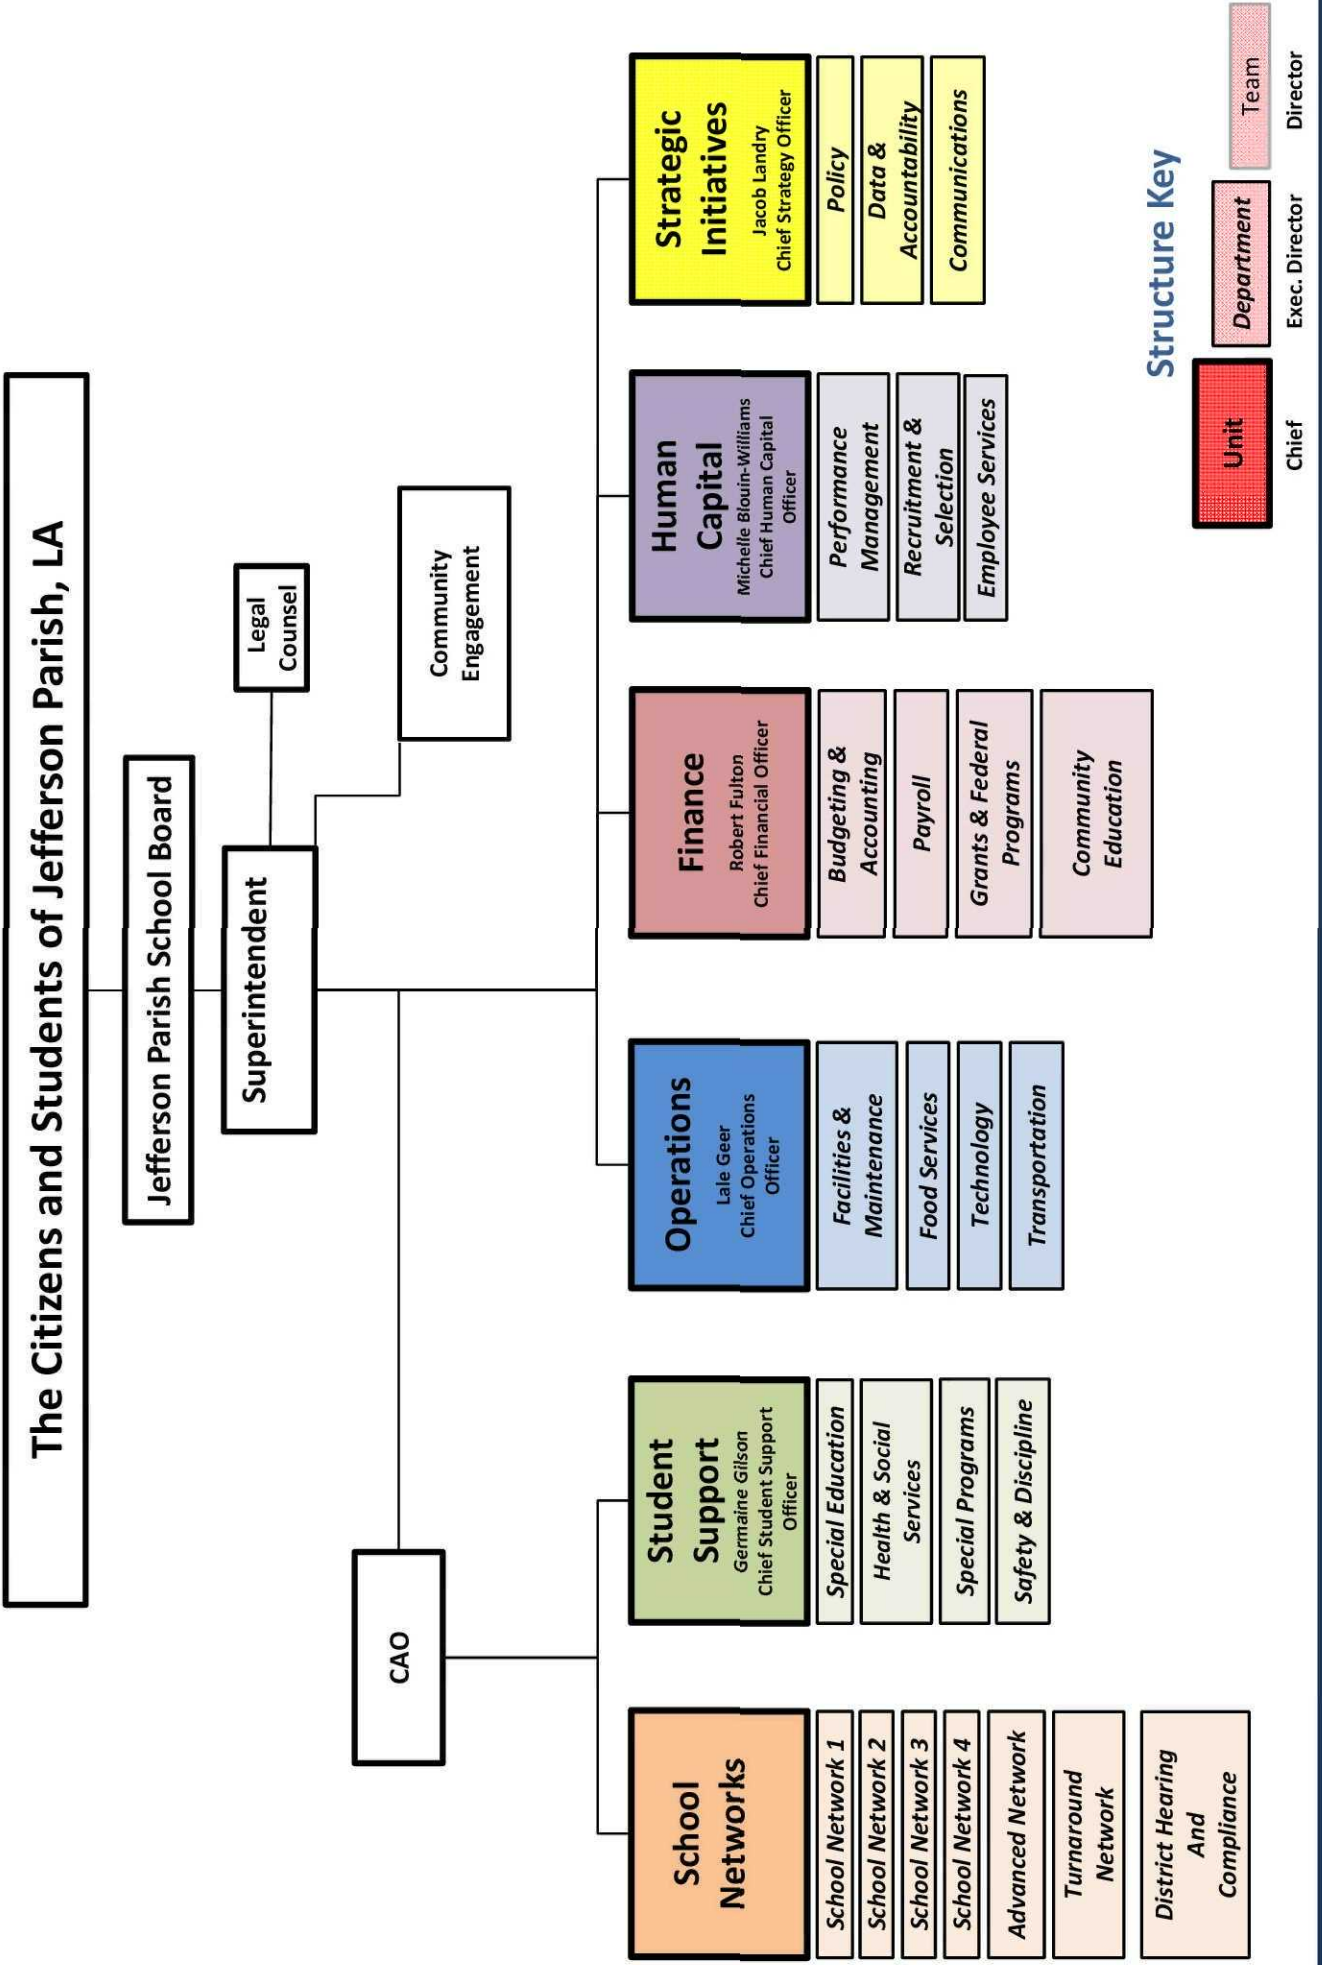 The Citizens and Students of Jefferson Parish, LA
Jefferson Parish School Board
Superintendent
Legal
Counsel
CAO
Community
Engagement
School
Networks
School Network 1
School Network 2
School Network 3
School Network 4
Advanced Network
Turnaround
Network
District Hearing
And
Compliance
Student
Support
Germaine Gilson
Chief Student Support
Officer
Special Education
Health & Social
Services
Special Programs
Safety & Discipline
Operations
Lale Geer
Chief Operations
Officer
Facilities &
Maintenance
Food Services
Technology
Transportation
Finance
Robert Fulton
Chief Financial Officer
Budgeting &
Accounting
Payroll
Grants & Federal
Programs
Community
Education
Human
Capital
Michelle Blouin-Williams
Chief Human Capital
Officer
Performance
Management
Recruitment &
Selection
Employee Services
Strategic
Initiatives
Jacob Landry
Chief Strategy Officer
Policy
Data &
Accountability
Communications
Structure Key
Unit
Department
Team
Chief
Exec. Director
Director